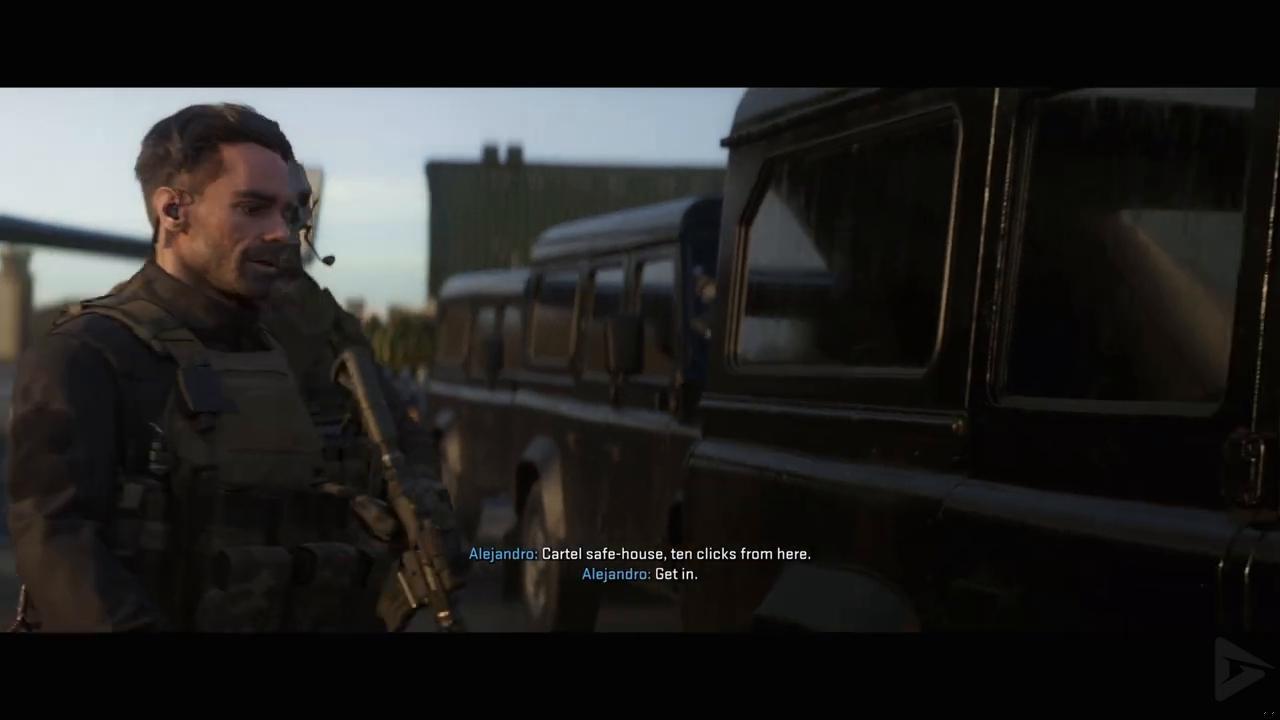 Alejandro: Cartel safe-house, ten clicks from here.
Alejandro: Get in.